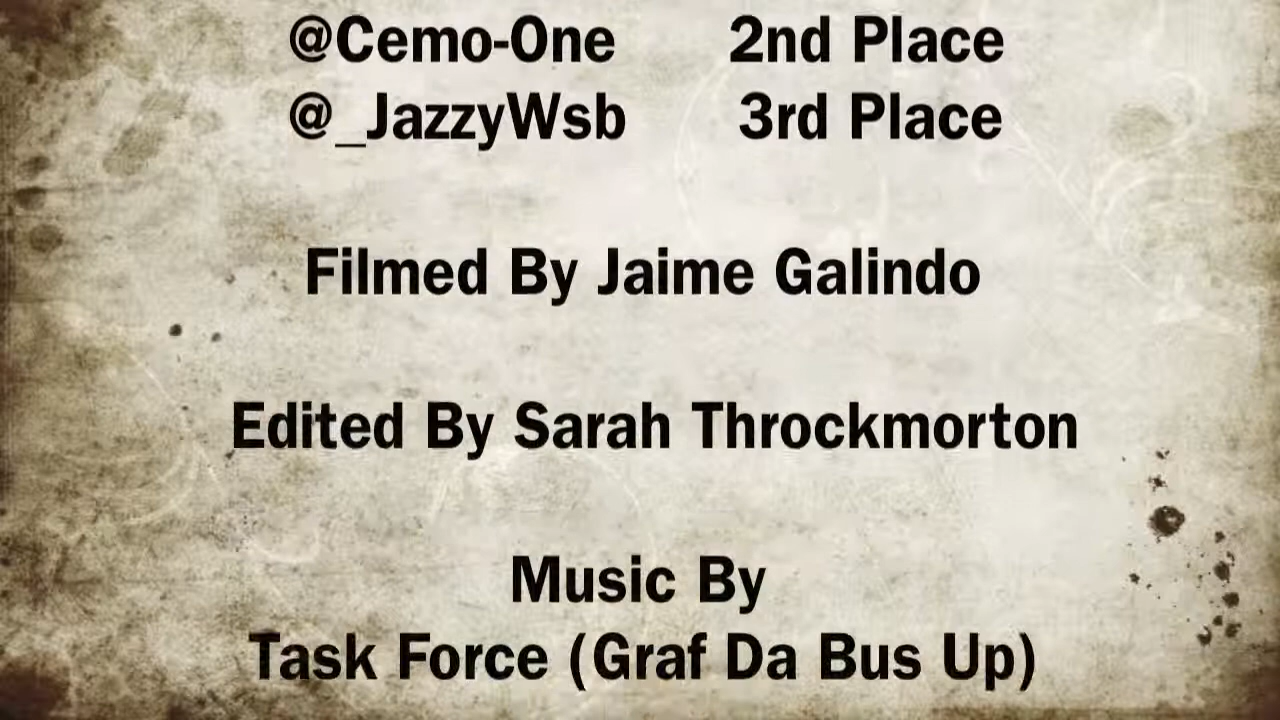 @Cemo-One 2nd Place
@_JazzyWsb 3rd Place
Filmed By Jaime Galindo
Edited By Sarah Throckmorton
Music By
Task Force (Graf Da Bus Up)